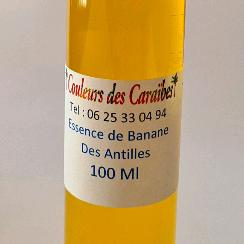 Couleurs des Caraïbes
Tel : 06 25 33 04 94
Essence de Banane
Des Antilles
100 Ml